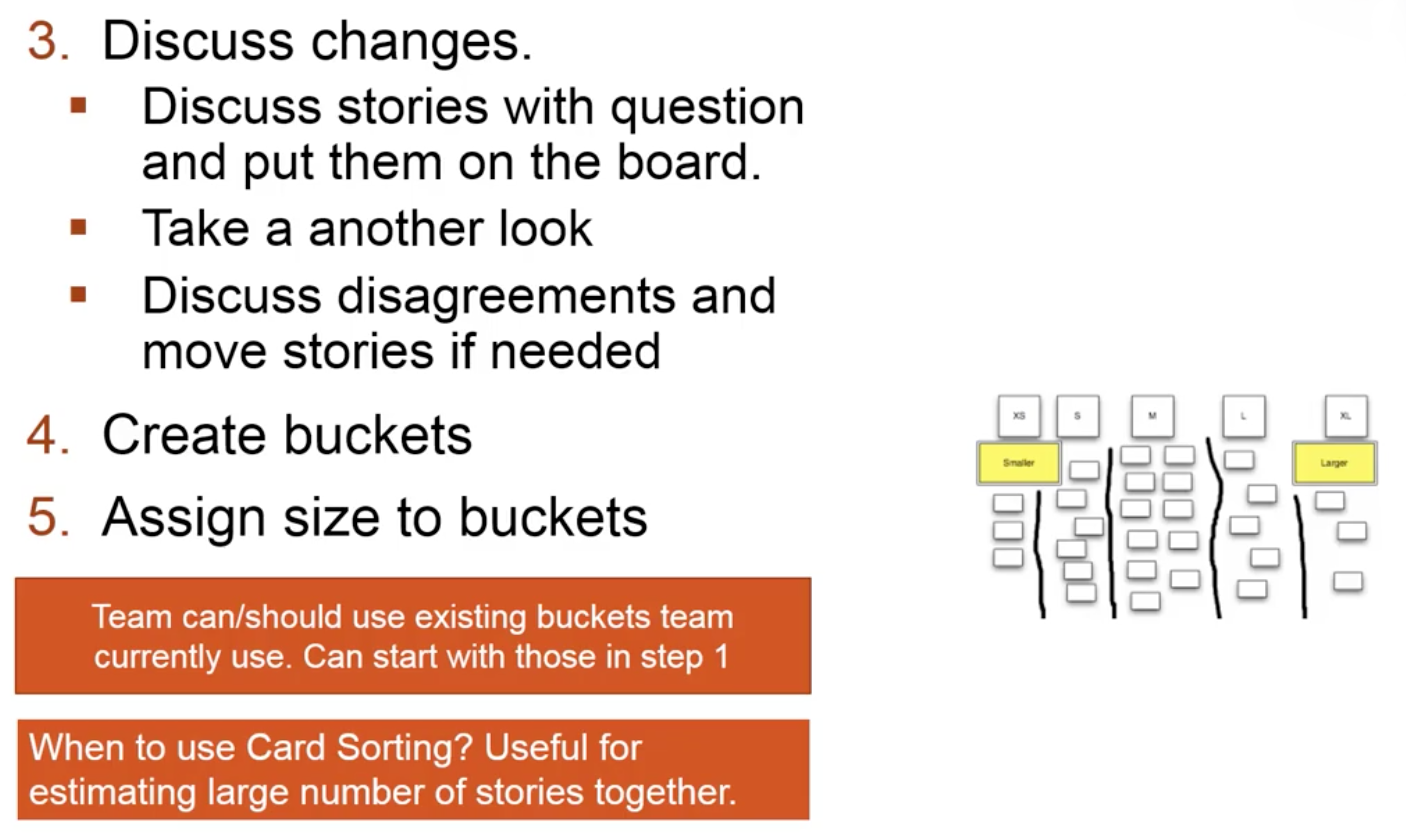 3. Discuss changes.
▪ Discuss stories with question
and put them on the board.
▪ Take a another look
▪ Discuss disagreements and
move stories if needed
4. Create buckets
5. Assign size to buckets
Team can/should use existing buckets team
currently use. Can start with those in step 1
When to use Card Sorting? Useful for
estimating large number of stories together.
XS S M L XL
Smaller Larger